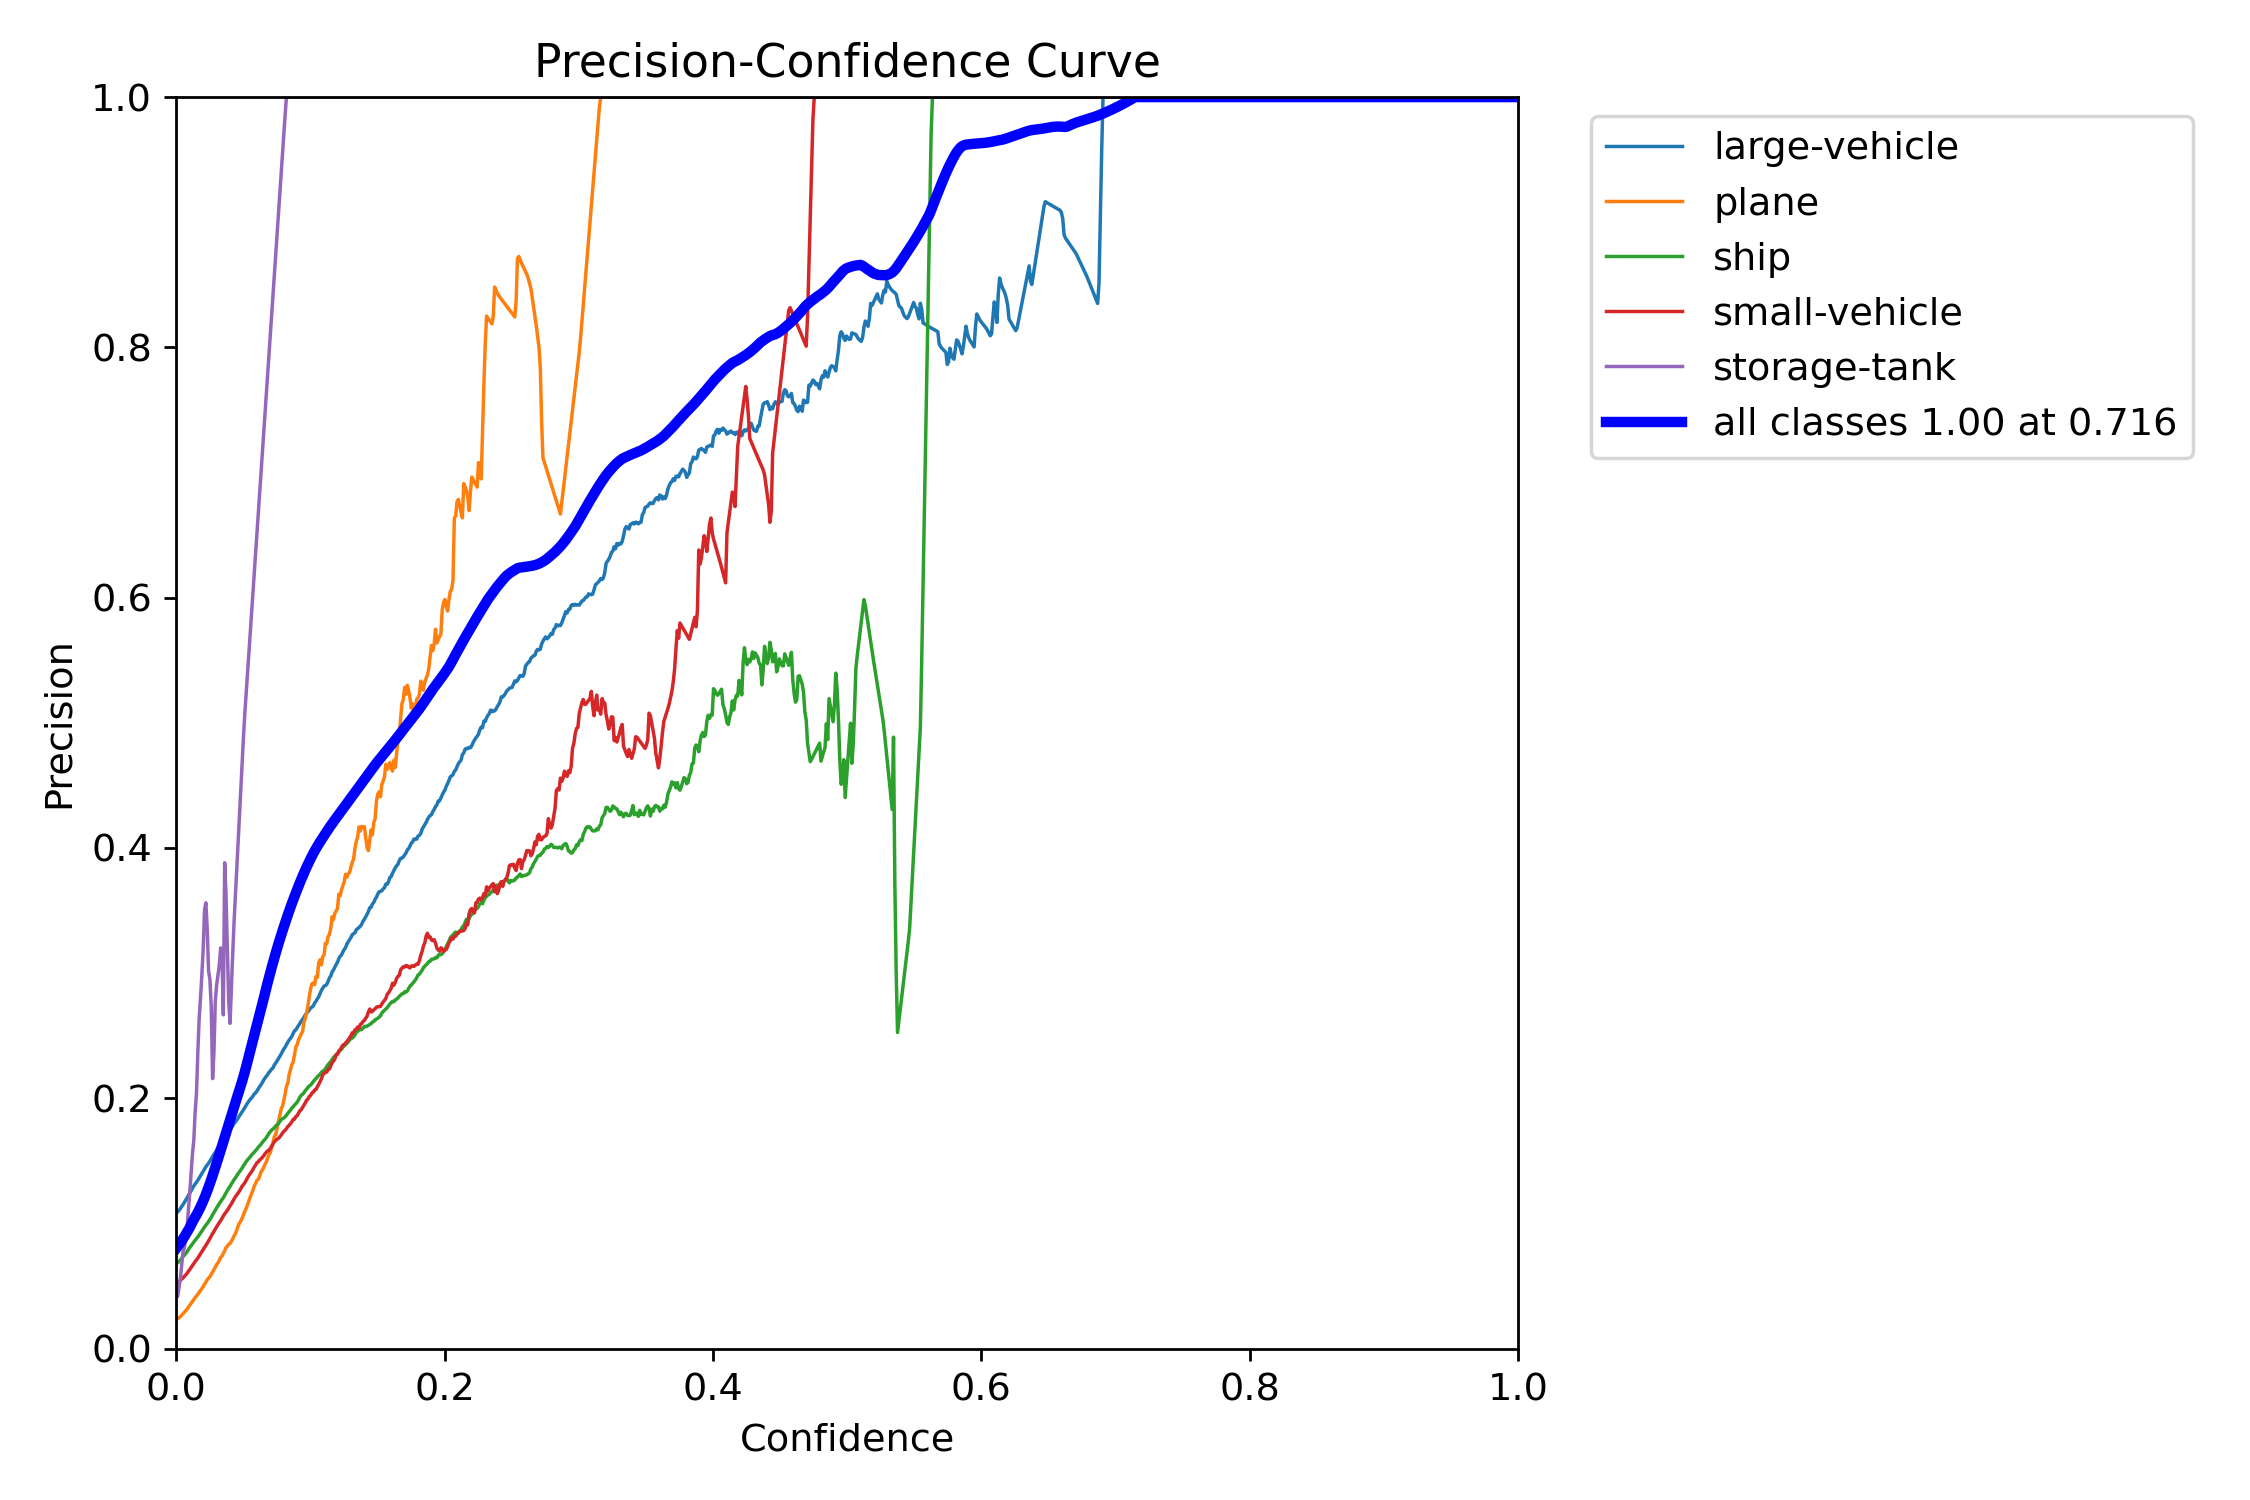 Precision-Confidence Curve
1.0
0.8
0.6
0.4
0.2
0.0
Precision
0.0 0.2 0.4 0.6 0.8 1.0
Confidence
large-vehicle
plane
ship
small-vehicle
storage-tank
all classes 1.00 at 0.716